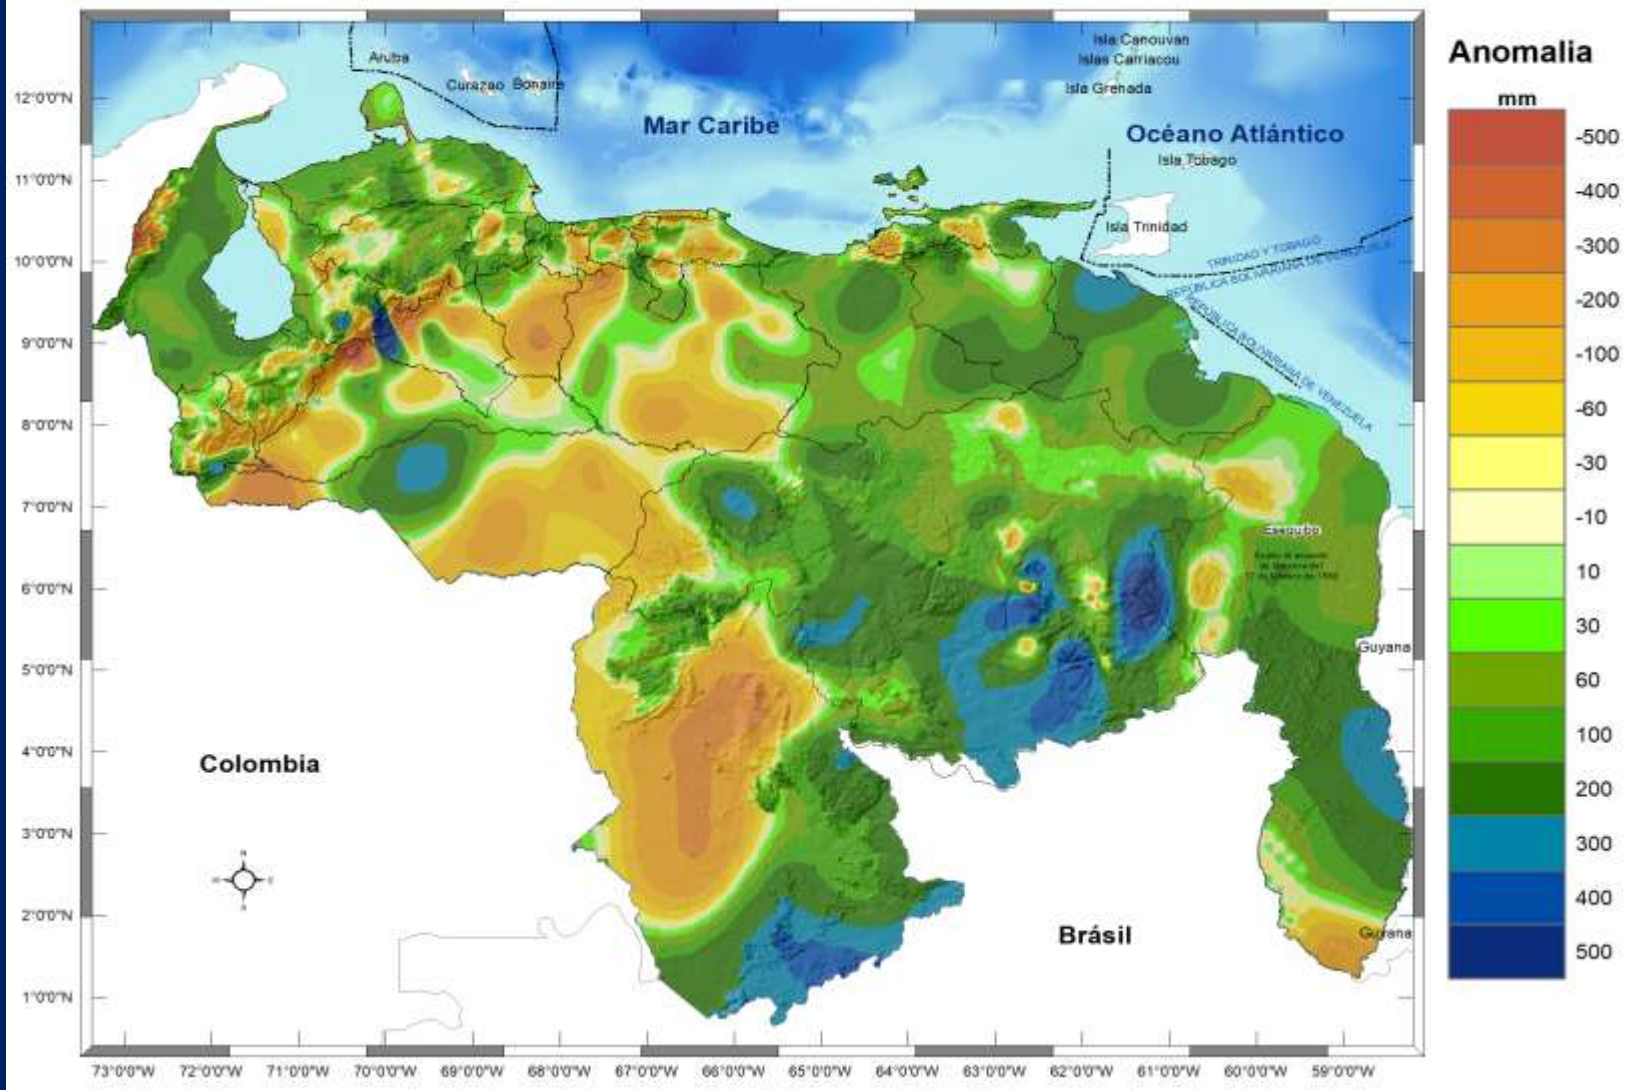 Anomalia
mm
-500
-400
-300
-200
-100
-60
-30
-10
10
30
60
100
200
300
400
500
Aruba
Curazao
Bonaire
Isla Canouvan
Islas Carriacou
Isla Grenada
Mar Caribe
Océano Atlántico
Isla Tobago
Isla Trinidad
TRINIDAD Y TOBAGO
REPÚBLICA BOLIVARIANA DE VENEZUELA
REPÚBLICA BOLIVARIANA DE VENEZUELA
Esequibo
Guyana
Colombia
Brásil
Guyana
N
S
12°0'0"N
11°0'0"N
10°0'0"N
9°0'0"N
8°0'0"N
7°0'0"N
6°0'0"N
5°0'0"N
4°0'0"N
3°0'0"N
2°0'0"N
1°0'0"N
73°0'0"W
72°0'0"W
71°0'0"W
70°0'0"W
69°0'0"W
68°0'0"W
67°0'0"W
66°0'0"W
65°0'0"W
64°0'0"W
63°0'0"W
62°0'0"W
61°0'0"W
60°0'0"W
59°0'0"W